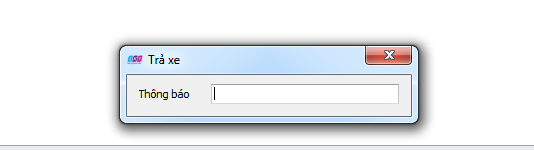 Trả xe
Thông báo